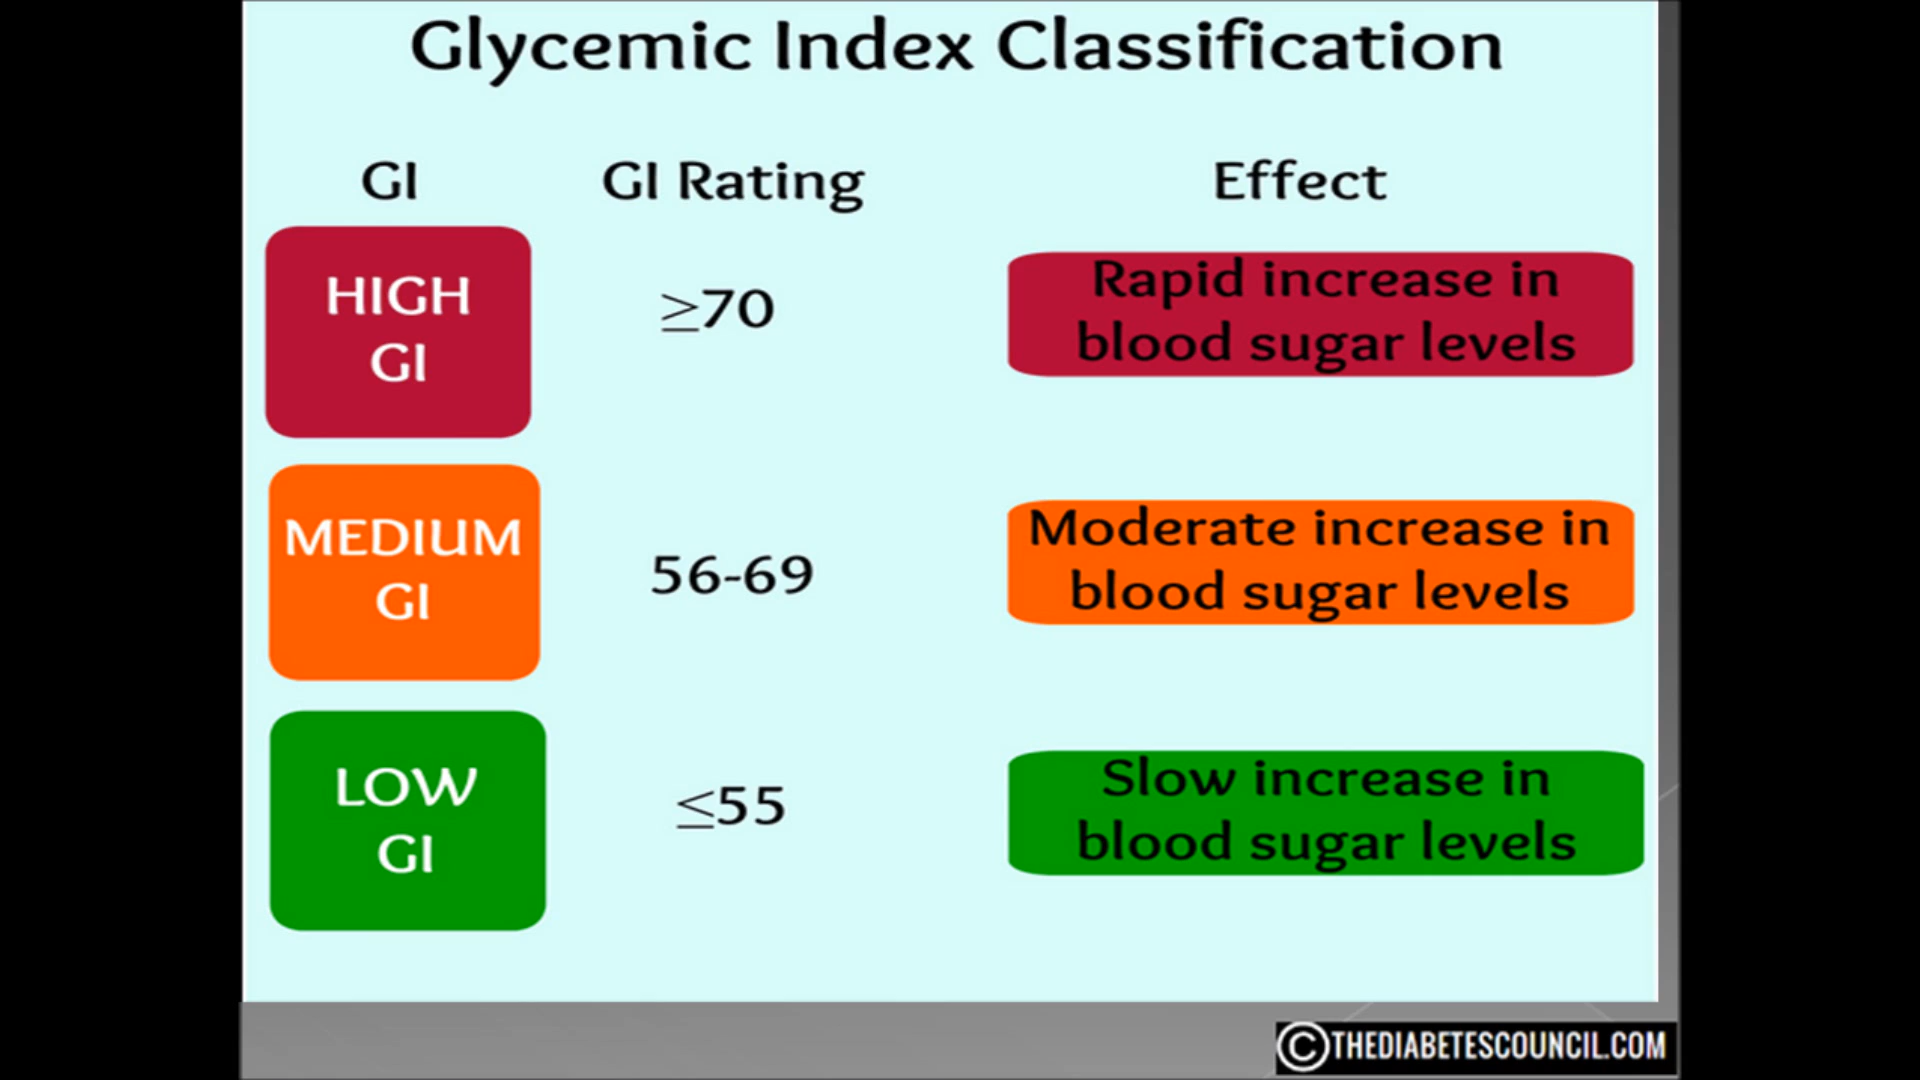 Glycemic Index Classification
GI GI Rating Effect
HIGH
GI
≥70
Rapid increase in
blood sugar levels
MEDIUM
GI
56-69
Moderate increase in
blood sugar levels
LOW
GI
≤55
Slow increase in
blood sugar levels
©THEDIABETESCOUNCIL.COM